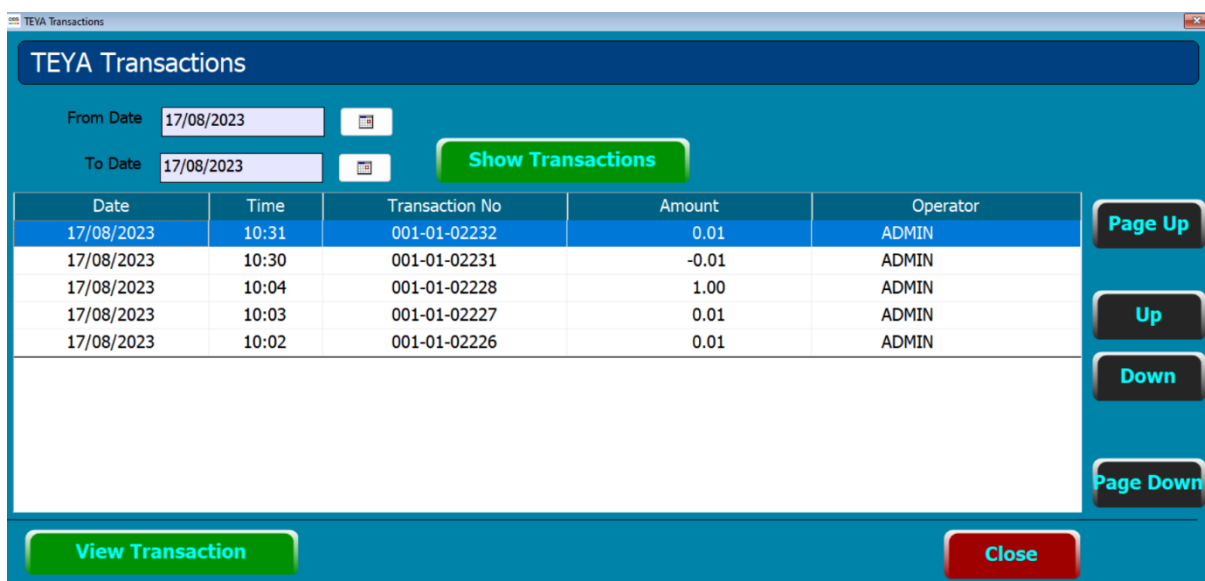 TEYA Transactions
TEYA Transactions
From Date 17/08/2023
To Date 17/08/2023
Show Transactions
Date Time Transaction No Amount Operator
17/08/2023 10:31 001-01-02232 0.01 ADMIN
17/08/2023 10:30 001-01-02231 -0.01 ADMIN
17/08/2023 10:04 001-01-02228 1.00 ADMIN
17/08/2023 10:03 001-01-02227 0.01 ADMIN
17/08/2023 10:02 001-01-02226 0.01 ADMIN
Page Up
Up
Down
Page Down
View Transaction
Close